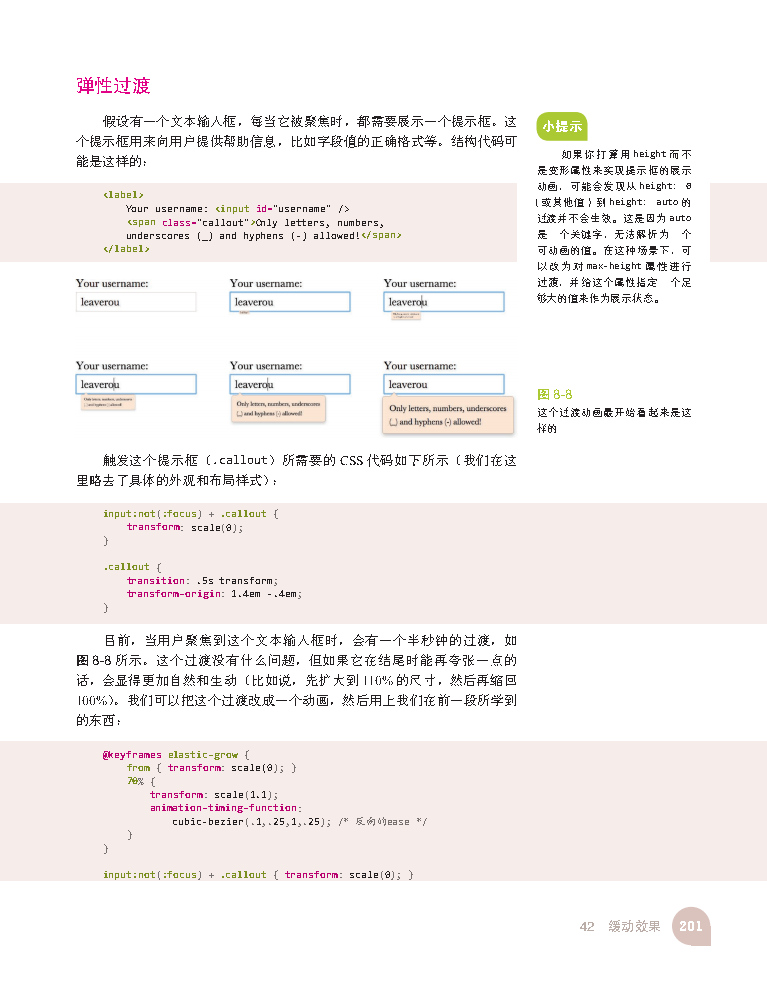 弹性过渡
假设有一个文本输入框，每当它被聚焦时，都需要展示一个提示框。这
个提示框用来向用户提供帮助信息，比如字段值的正确格式等。结构代码可
能是这样的：
<label>
Your username: <input id="username" />
<span class="callout">Only letters, numbers,
underscores (_) and hyphens (-) allowed!</span>
</label>
小提示
如果你打算用 height 而不
是变形属性来实现提示框的展示
动画，可能会发现从 height: 0
（或其他值）到 height: auto 的
过渡并不会生效。这是因为 auto
是 个关键字，无法解析为 个
可动画的值。在这种场景下，可
以改为对 max-height 属性进行
过渡，并给这个属性指定 个足
够大的值来作为展示状态。
Your username: Your username: Your username:
leaverou leaverou leaverou
Your username: Your username: Your username:
leaverou leaverou leaverou
Only letters, numbers, underscores
(_) and hyphens (-) allowed!
Only letters, numbers, underscores
(_) and hyphens (-) allowed!
Only letters, numbers, underscores
(_) and hyphens (-) allowed!
图 8-8
这个过渡动画最开始看起来是这
样的
触发这个提示框（.callout）所需要的 CSS 代码如下所示（我们在这
里略去了具体的外观和布局样式）：
input:not(:focus) + .callout {
transform: scale(0);
}
.callout {
transition: .5s transform;
transform-origin: 1.4em -.4em;
}
目前，当用户聚焦到这个文本输入框时，会有一个半秒钟的过渡，如
图 8-8 所示。这个过渡没有什么问题，但如果它在结尾时能再夸张一点的
话，会显得更加自然和生动（比如说，先扩大到 110% 的尺寸，然后再缩回
100%）。我们可以把这个过渡改成一个动画，然后用上我们在前一段所学到
的东西：
@keyframes elastic-grow {
from { transform: scale(0); }
70% {
transform: scale(1.1);
animation-timing-function:
cubic-bezier(.1,.25,1,.25); /* 反向的ease */
}
}
input:not(:focus) + .callout { transform: scale(0); }
42 缓动效果 201